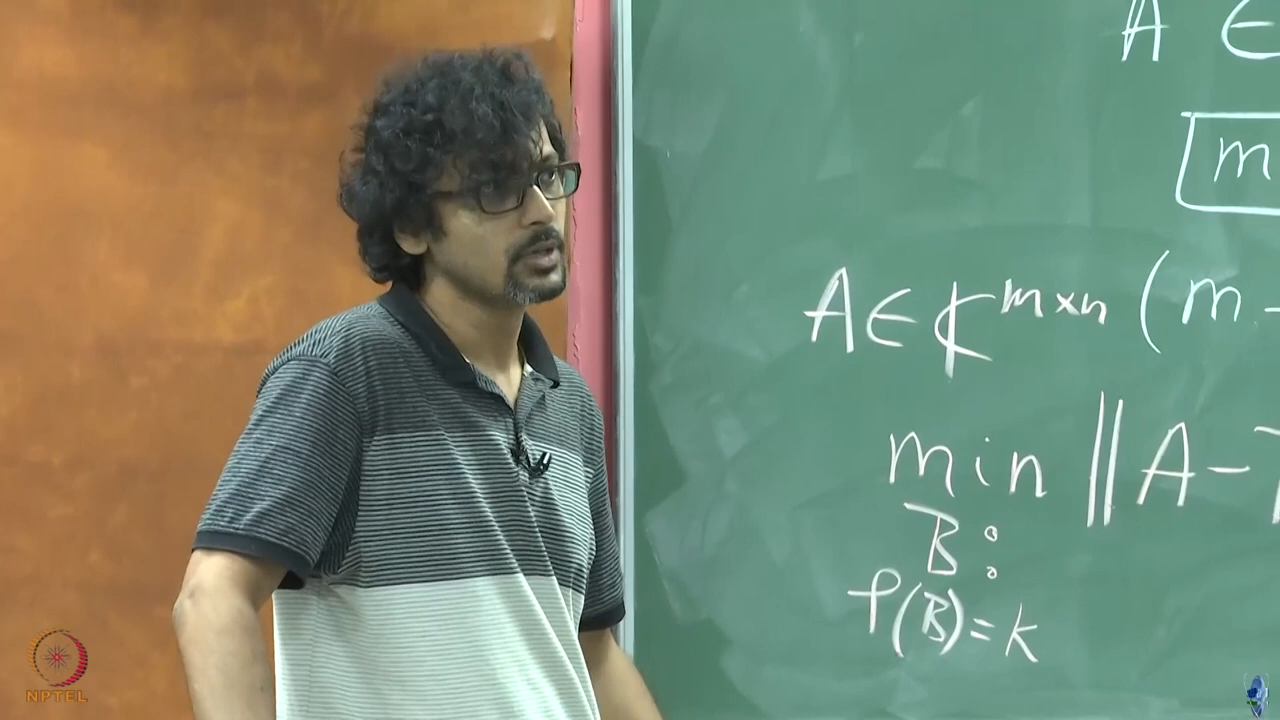 A ∈
m
A ∈ ₵^{m×n} (m -
min ||A -
B:
ρ(B) = k
NPTEL